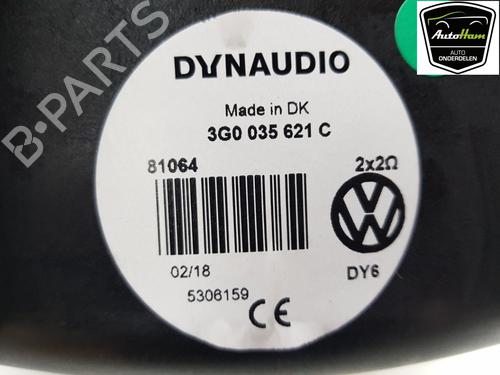 AutoHam
AUTO
ONDERDELEN
B-PARTS
DYNAUDIO
Made in DK
3G0 035 621 C
81064
2x2Ω
02/18
DY6
5306159
CE